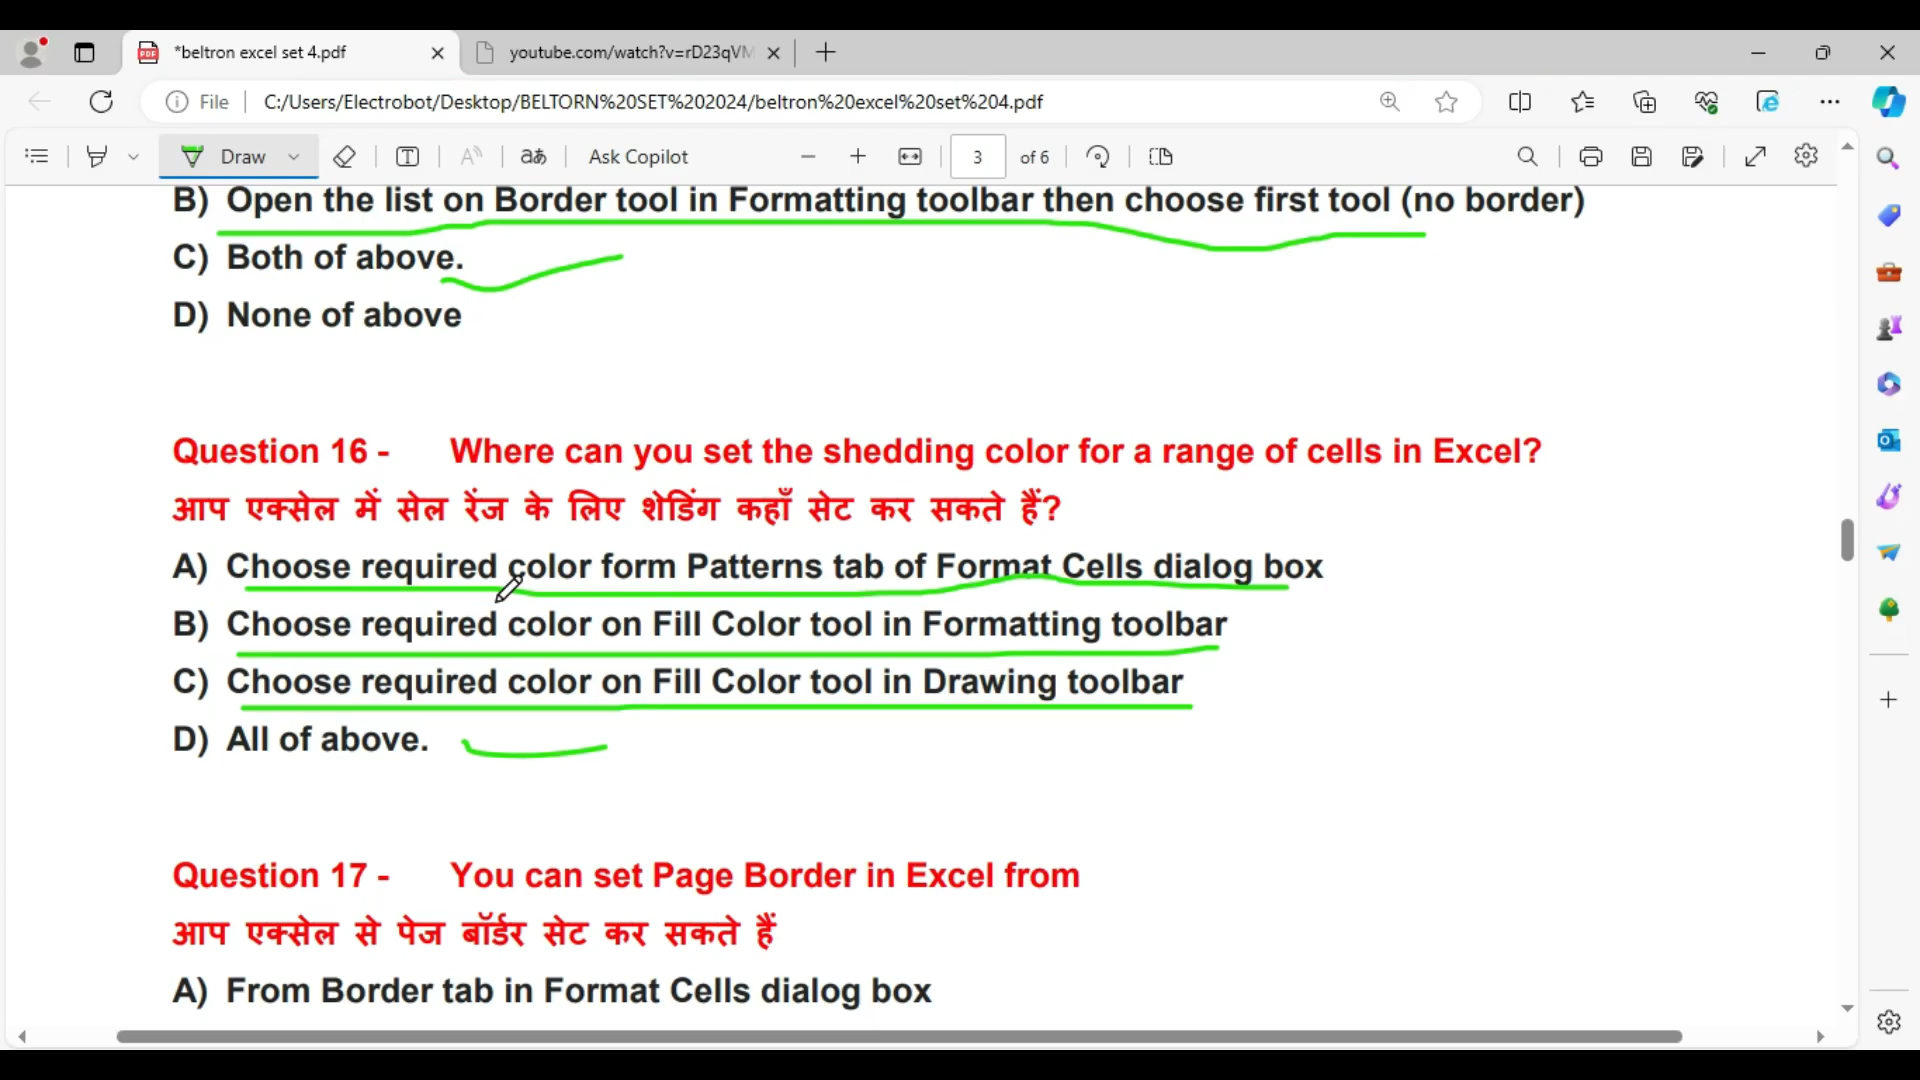 *beltron excel set 4.pdf
youtube.com/watch?v=rD23qVM
File
C:/Users/Electrobot/Desktop/BELTORN%20SET%202024/beltron%20excel%20set%204.pdf
Draw
あ
Ask Copilot
3
of 6
B) Open the list on Border tool in Formatting toolbar then choose first tool (no border)
C) Both of above.
D) None of above
Question 16 - Where can you set the shedding color for a range of cells in Excel?
आप एक्सेल में सेल रेंज के लिए शेडिंग कहाँ सेट कर सकते हैं?
A) Choose required color form Patterns tab of Format Cells dialog box
B) Choose required color on Fill Color tool in Formatting toolbar
C) Choose required color on Fill Color tool in Drawing toolbar
D) All of above.
Question 17 - You can set Page Border in Excel from
आप एक्सेल से पेज बॉर्डर सेट कर सकते हैं
A) From Border tab in Format Cells dialog box